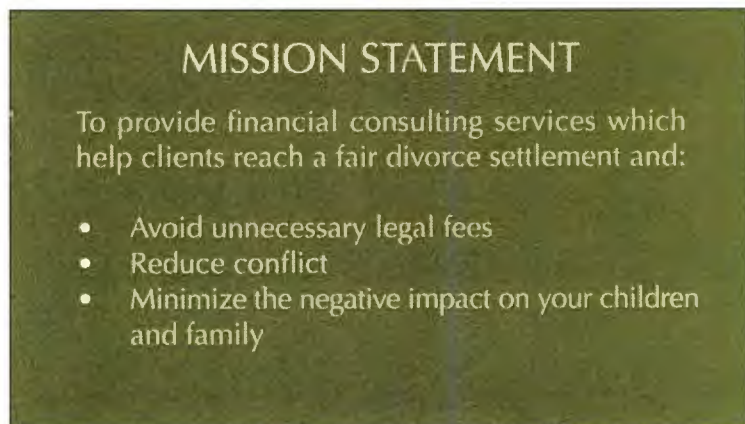 MISSION STATEMENT
To provide financial consulting services which
help clients reach a fair divorce settlement and:
• Avoid unnecessary legal fees
• Reduce conflict
• Minimize the negative impact on your children
and family